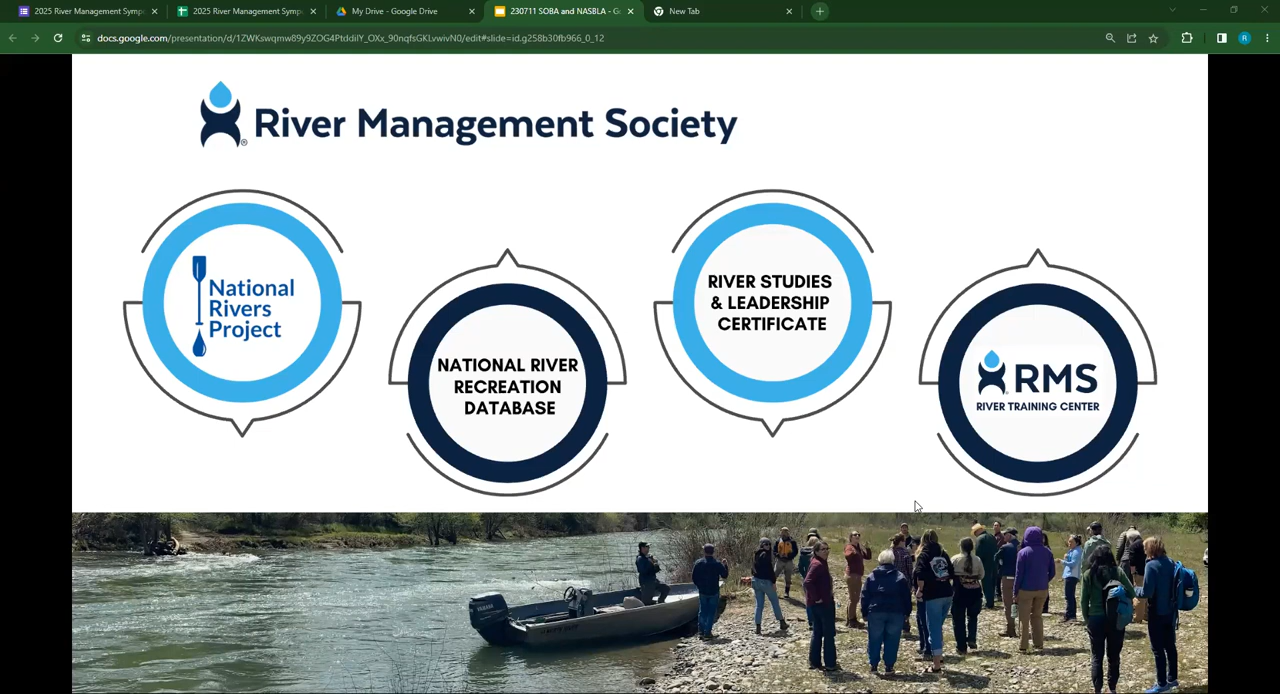 2025 River Management Symp
2025 River Management Symp
My Drive - Google Drive
230711 SOBA and NASBLA - G
New Tab
docs.google.com/presentation/d/1ZWKswqmw89y9ZOG4PtddilY_OXx_90nqfsGKLvwivN0/edit#slide=id.g258b30fb966_0_12
R
River Management Society
®
National
Rivers
Project
NATIONAL RIVER
RECREATION
DATABASE
RIVER STUDIES
& LEADERSHIP
CERTIFICATE
RMS
RIVER TRAINING CENTER
YAMAHA